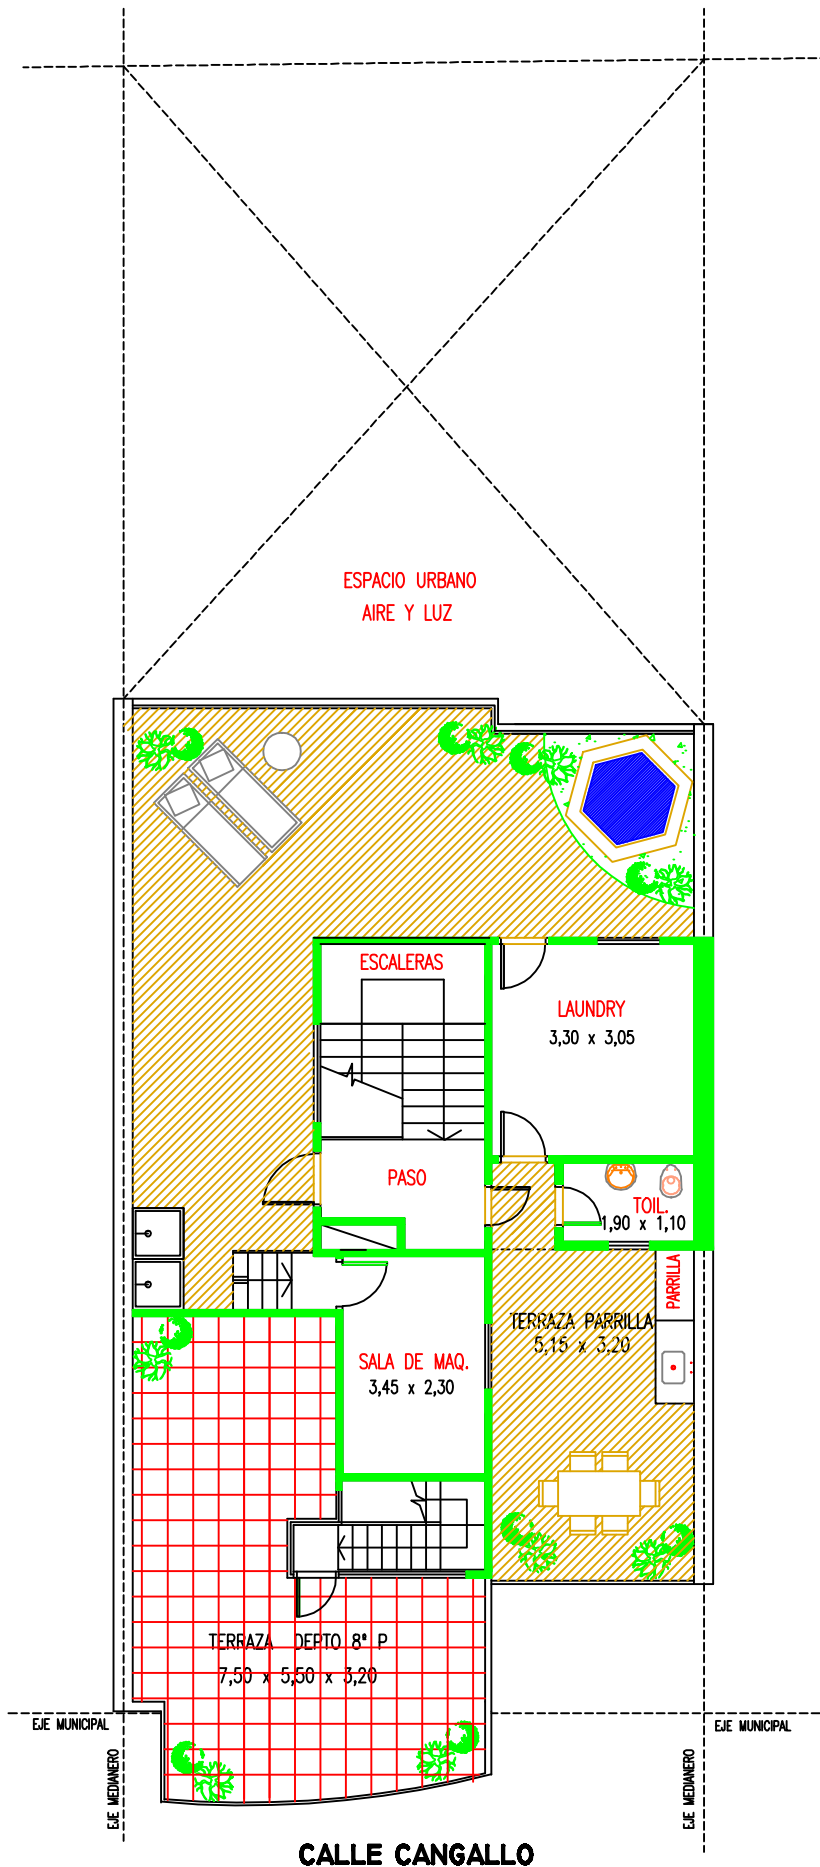 ESPACIO URBANO
AIRE Y LUZ
ESCALERAS
LAUNDRY
3,30 x 3,05
PASO
TOIL.
1,90 x 1,10
PARRILLA
TERRAZA PARRILLA
5,15 x 3,20
SALA DE MAQ.
3,45 x 2,30
TERRAZA DEPTO 8° P
7,50 x 5,50 x 3,20
EJE MUNICIPAL
EJE MUNICIPAL
EJE MEDIANERO
EJE MEDIANERO
CALLE CANGALLO